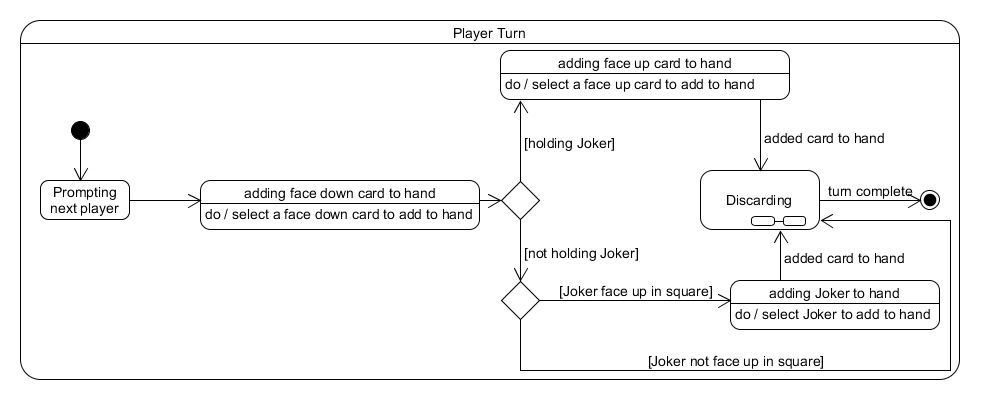 Player Turn
adding face up card to hand
do / select a face up card to add to hand
[holding Joker]
added card to hand
Prompting
next player
adding face down card to hand
do / select a face down card to add to hand
Discarding
turn complete
[not holding Joker]
added card to hand
[Joker face up in square]
adding Joker to hand
do / select Joker to add to hand
[Joker not face up in square]